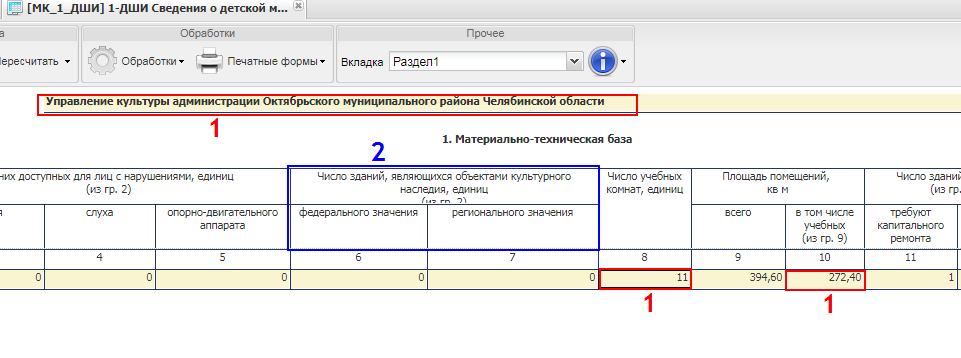 [МК_1_ДШИ] 1-ДШИ Сведения о детской м...
Обработки
Прочее
Обработки
Печатные формы
Вкладка
Раздел1
Управление культуры администрации Октябрьского муниципального района Челябинской области
1
1. Материально-техническая база
2
доступных для лиц с нарушениями, единиц
(из гр. 2)
Число зданий, являющихся объектами культурного
наследия, единиц
(из гр. 2)
Число учебных
комнат, единиц
Площадь помещений,
кв м
Число зданий
(из гр.
слуха
опорно-двигательного
аппарата
федерального значения
регионального значения
всего
в том числе
учебных
(из гр. 9)
требуют
капитального
ремонта
4 5 6 7 8 9 10 11
0 0 0 0 11 394,60 272,40 1
1 1